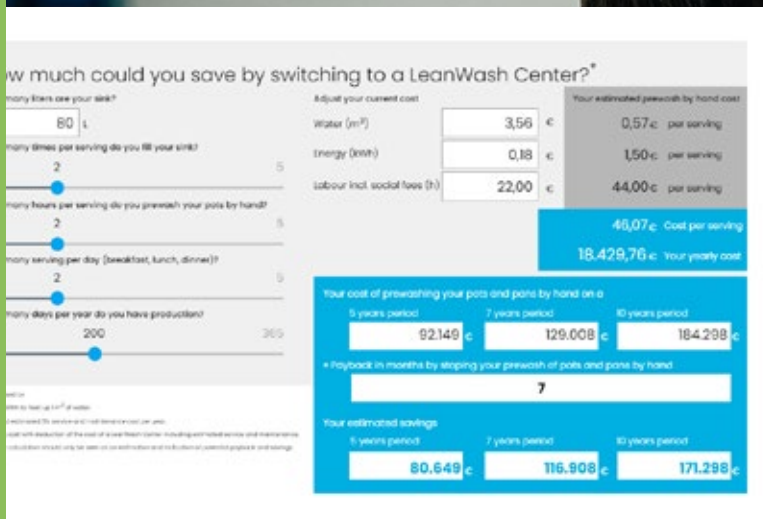 ow much could you save by switching to a LeanWash Center?*
many liters are your sink?
80 L
many times per serving do you fill your sink?
2 5
many hours per serving do you prewash your pots by hand?
2 5
many serving per day (breakfast, lunch, dinner)?
2 5
many days per year do you have production?
200 365
Adjust your current cost
Water (m³) 3,56 €
Energy (kWh) 0,18 €
Labour incl. social fees (h) 22,00 €
Your estimated prewash by hand cost
0,57 € per serving
1,50 € per serving
44,00 € per serving
46,07 € Cost per serving
18.429,76 € Your yearly cost
Your cost of prewashing your pots and pans by hand on a
5 years period 7 years period 10 years period
92.149 € 129.008 € 184.298 €
* Payback in months by stoping your prewash of pots and pans by hand
7
Your estimated savings
5 years period 7 years period 10 years period
80.649 € 116.908 € 171.298 €